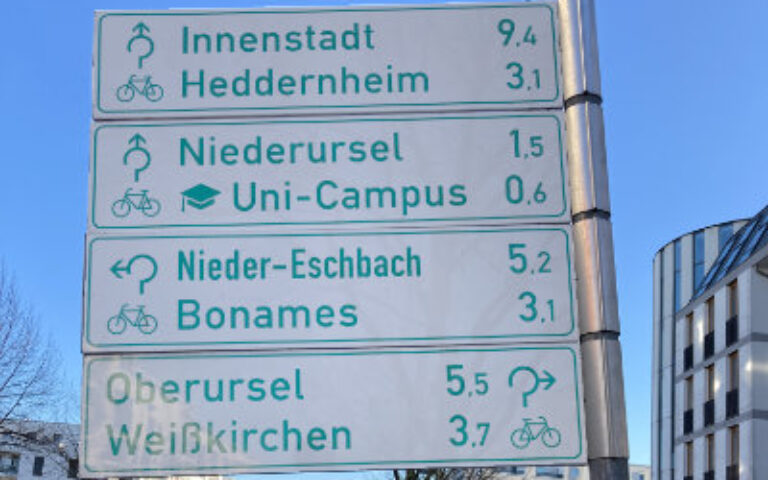 Innenstadt 9,4
Heddernheim 3,1
Niederursel 1,5
Uni-Campus 0,6
Nieder-Eschbach 5,2
Bonames 3,1
Oberursel 5,5
Weißkirchen 3,7